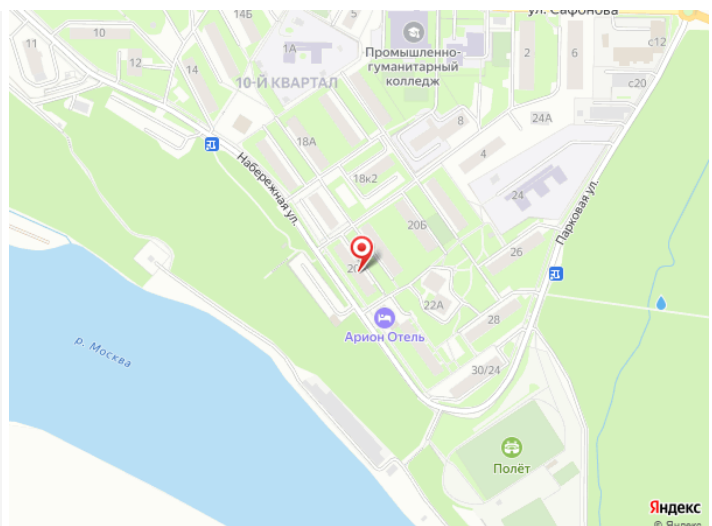 14Б
5
ул. Сафонова
11
10
1А
Промышленно-
гуманитарный
колледж
2
6
с12
12
14
10-Й КВАРТАЛ
с20
18А
8
24А
4
Набережная ул.
18к2
24
Парковая ул.
20Б
26
20
22А
28
Арион Отель
р. Москва
30/24
Полёт
Яндекс
© Яндекс